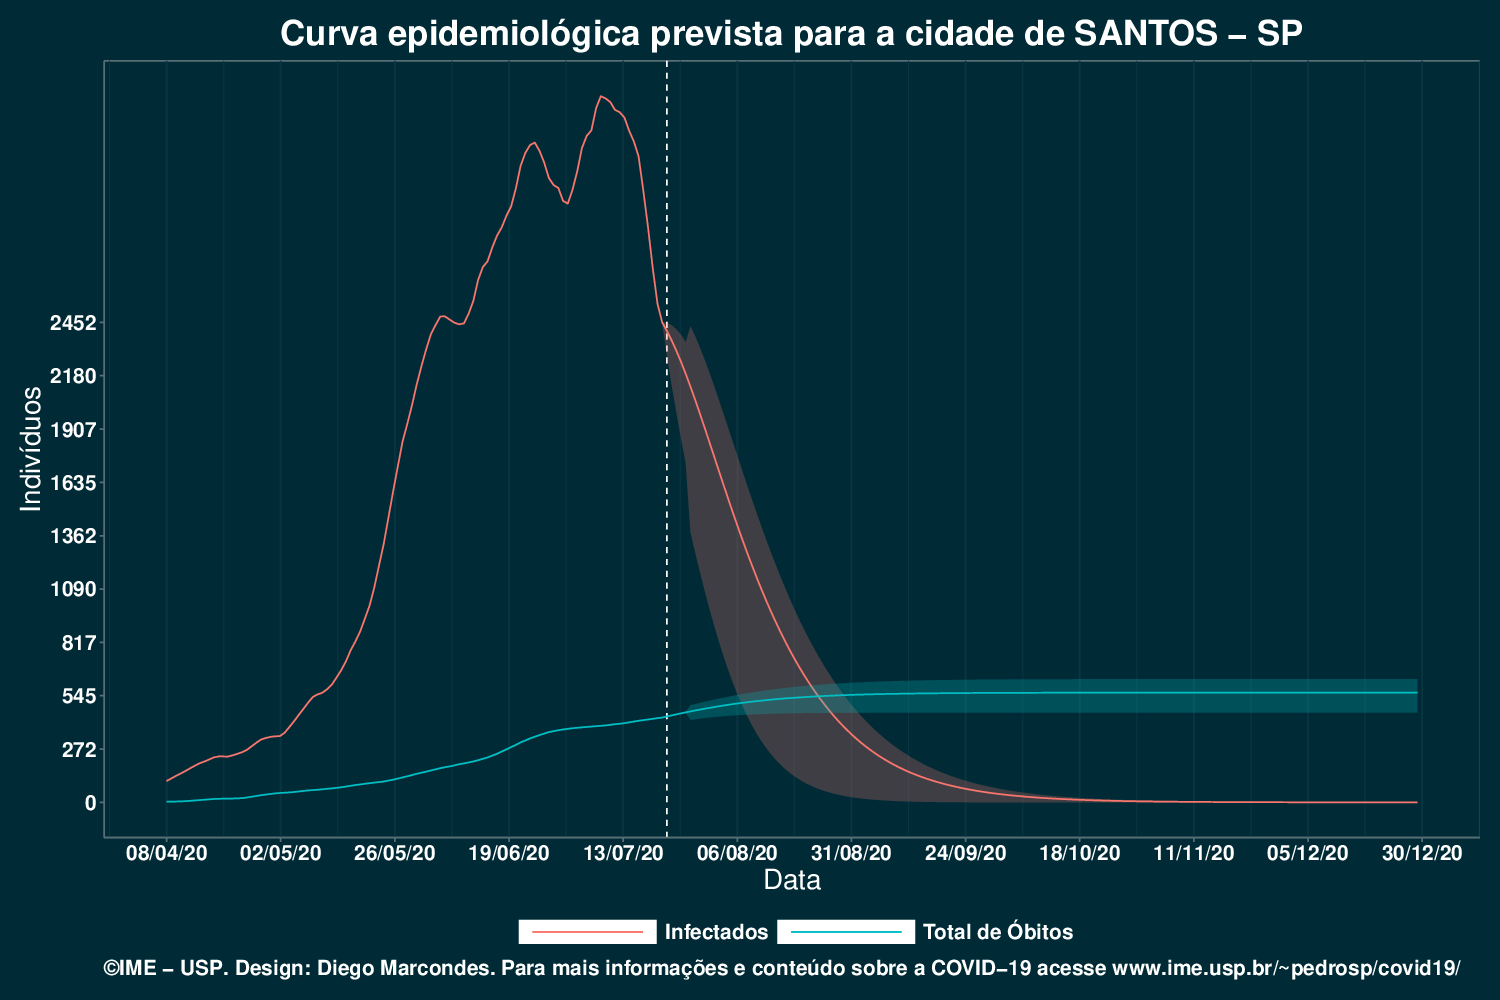 Curva epidemiológica prevista para a cidade de SANTOS – SP
Indivíduos
2452
2180
1907
1635
1362
1090
817
545
272
0
08/04/20 02/05/20 26/05/20 19/06/20 13/07/20 06/08/20 31/08/20 24/09/20 18/10/20 11/11/20 05/12/20 30/12/20
Data
Infectados Total de Óbitos
©IME – USP. Design: Diego Marcondes. Para mais informações e conteúdo sobre a COVID–19 acesse www.ime.usp.br/~pedrosp/covid19/